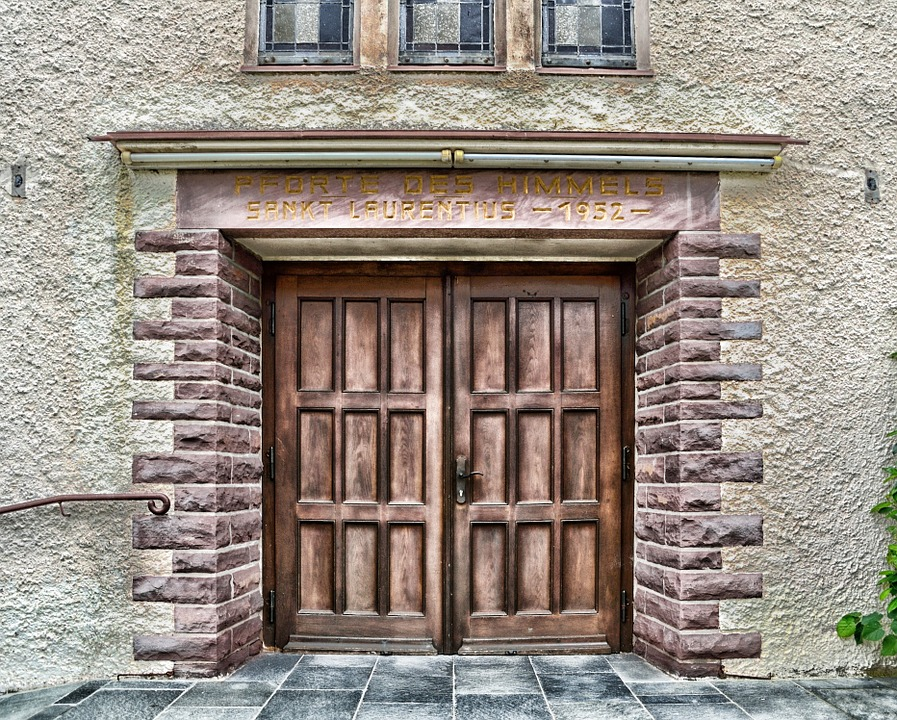 PFORTE DES HIMMELS
SANKT LAURENTIUS – 1952 –